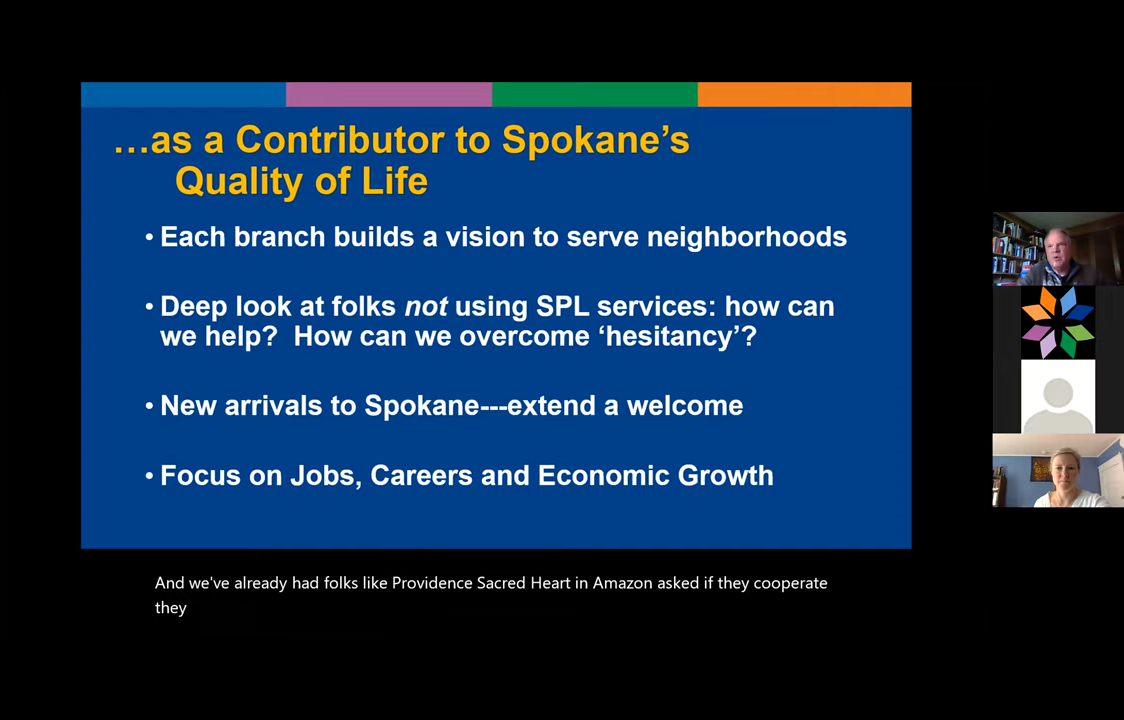 …as a Contributor to Spokane’s
Quality of Life
• Each branch builds a vision to serve neighborhoods
• Deep look at folks not using SPL services: how can
we help?  How can we overcome ‘hesitancy’?
• New arrivals to Spokane---extend a welcome
• Focus on Jobs, Careers and Economic Growth
And we've already had folks like Providence Sacred Heart in Amazon asked if they cooperate
they